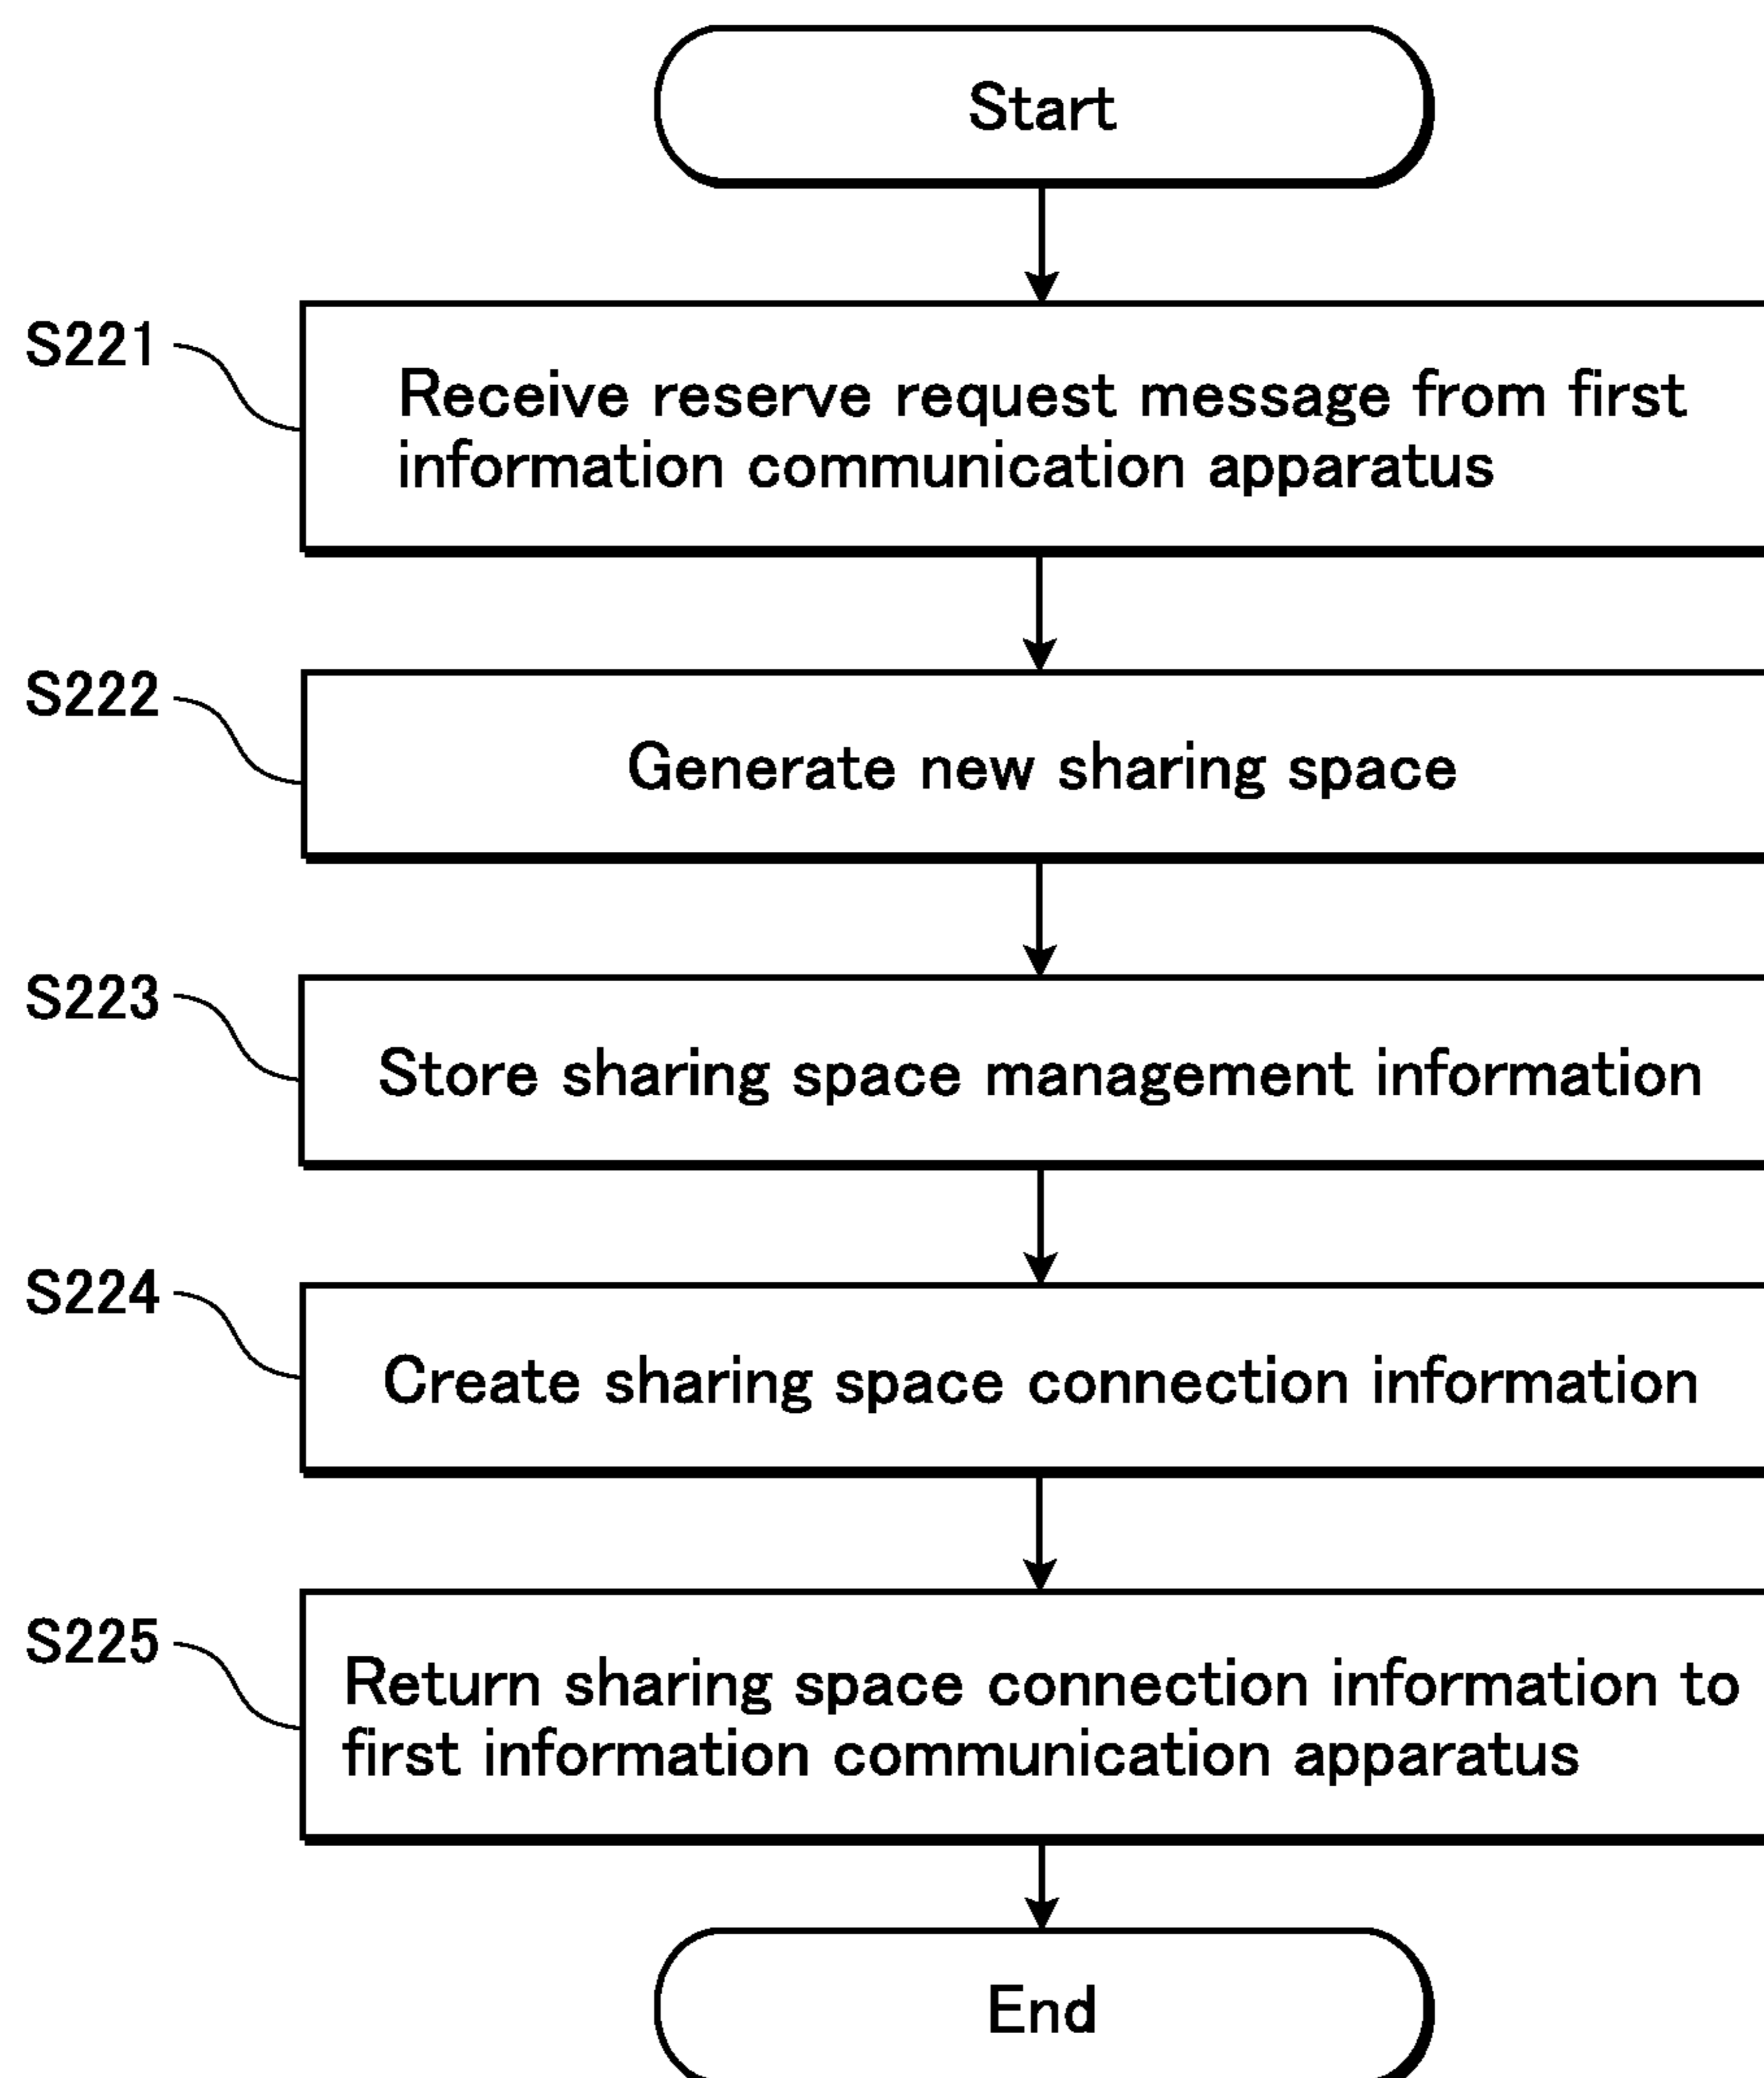 Start
S221
Receive reserve request message from first
information communication apparatus
S222
Generate new sharing space
S223
Store sharing space management information
S224
Create sharing space connection information
S225
Return sharing space connection information to
first information communication apparatus
End